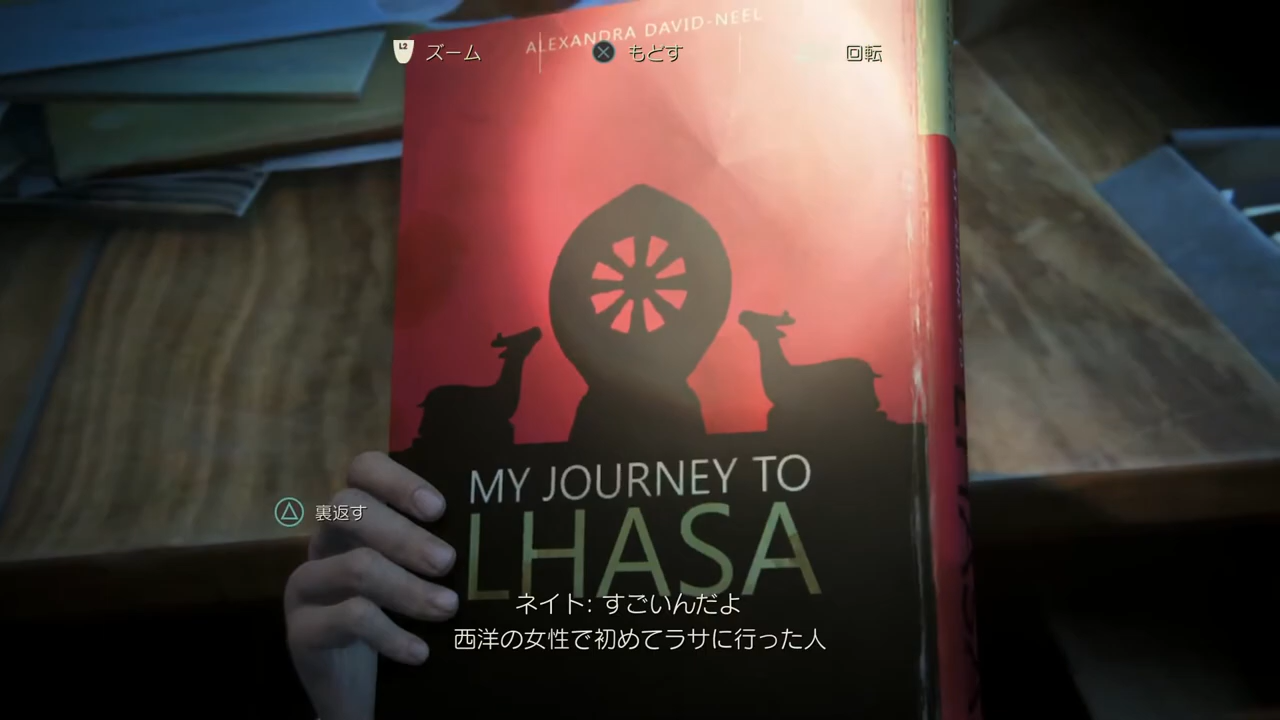 ALEXANDRA DAVID-NEEL
L2 ズーム
もどす
回転
MY JOURNEY TO
LHASA
裏返す
ネイト: すごいんだよ
西洋の女性で初めてラサに行った人